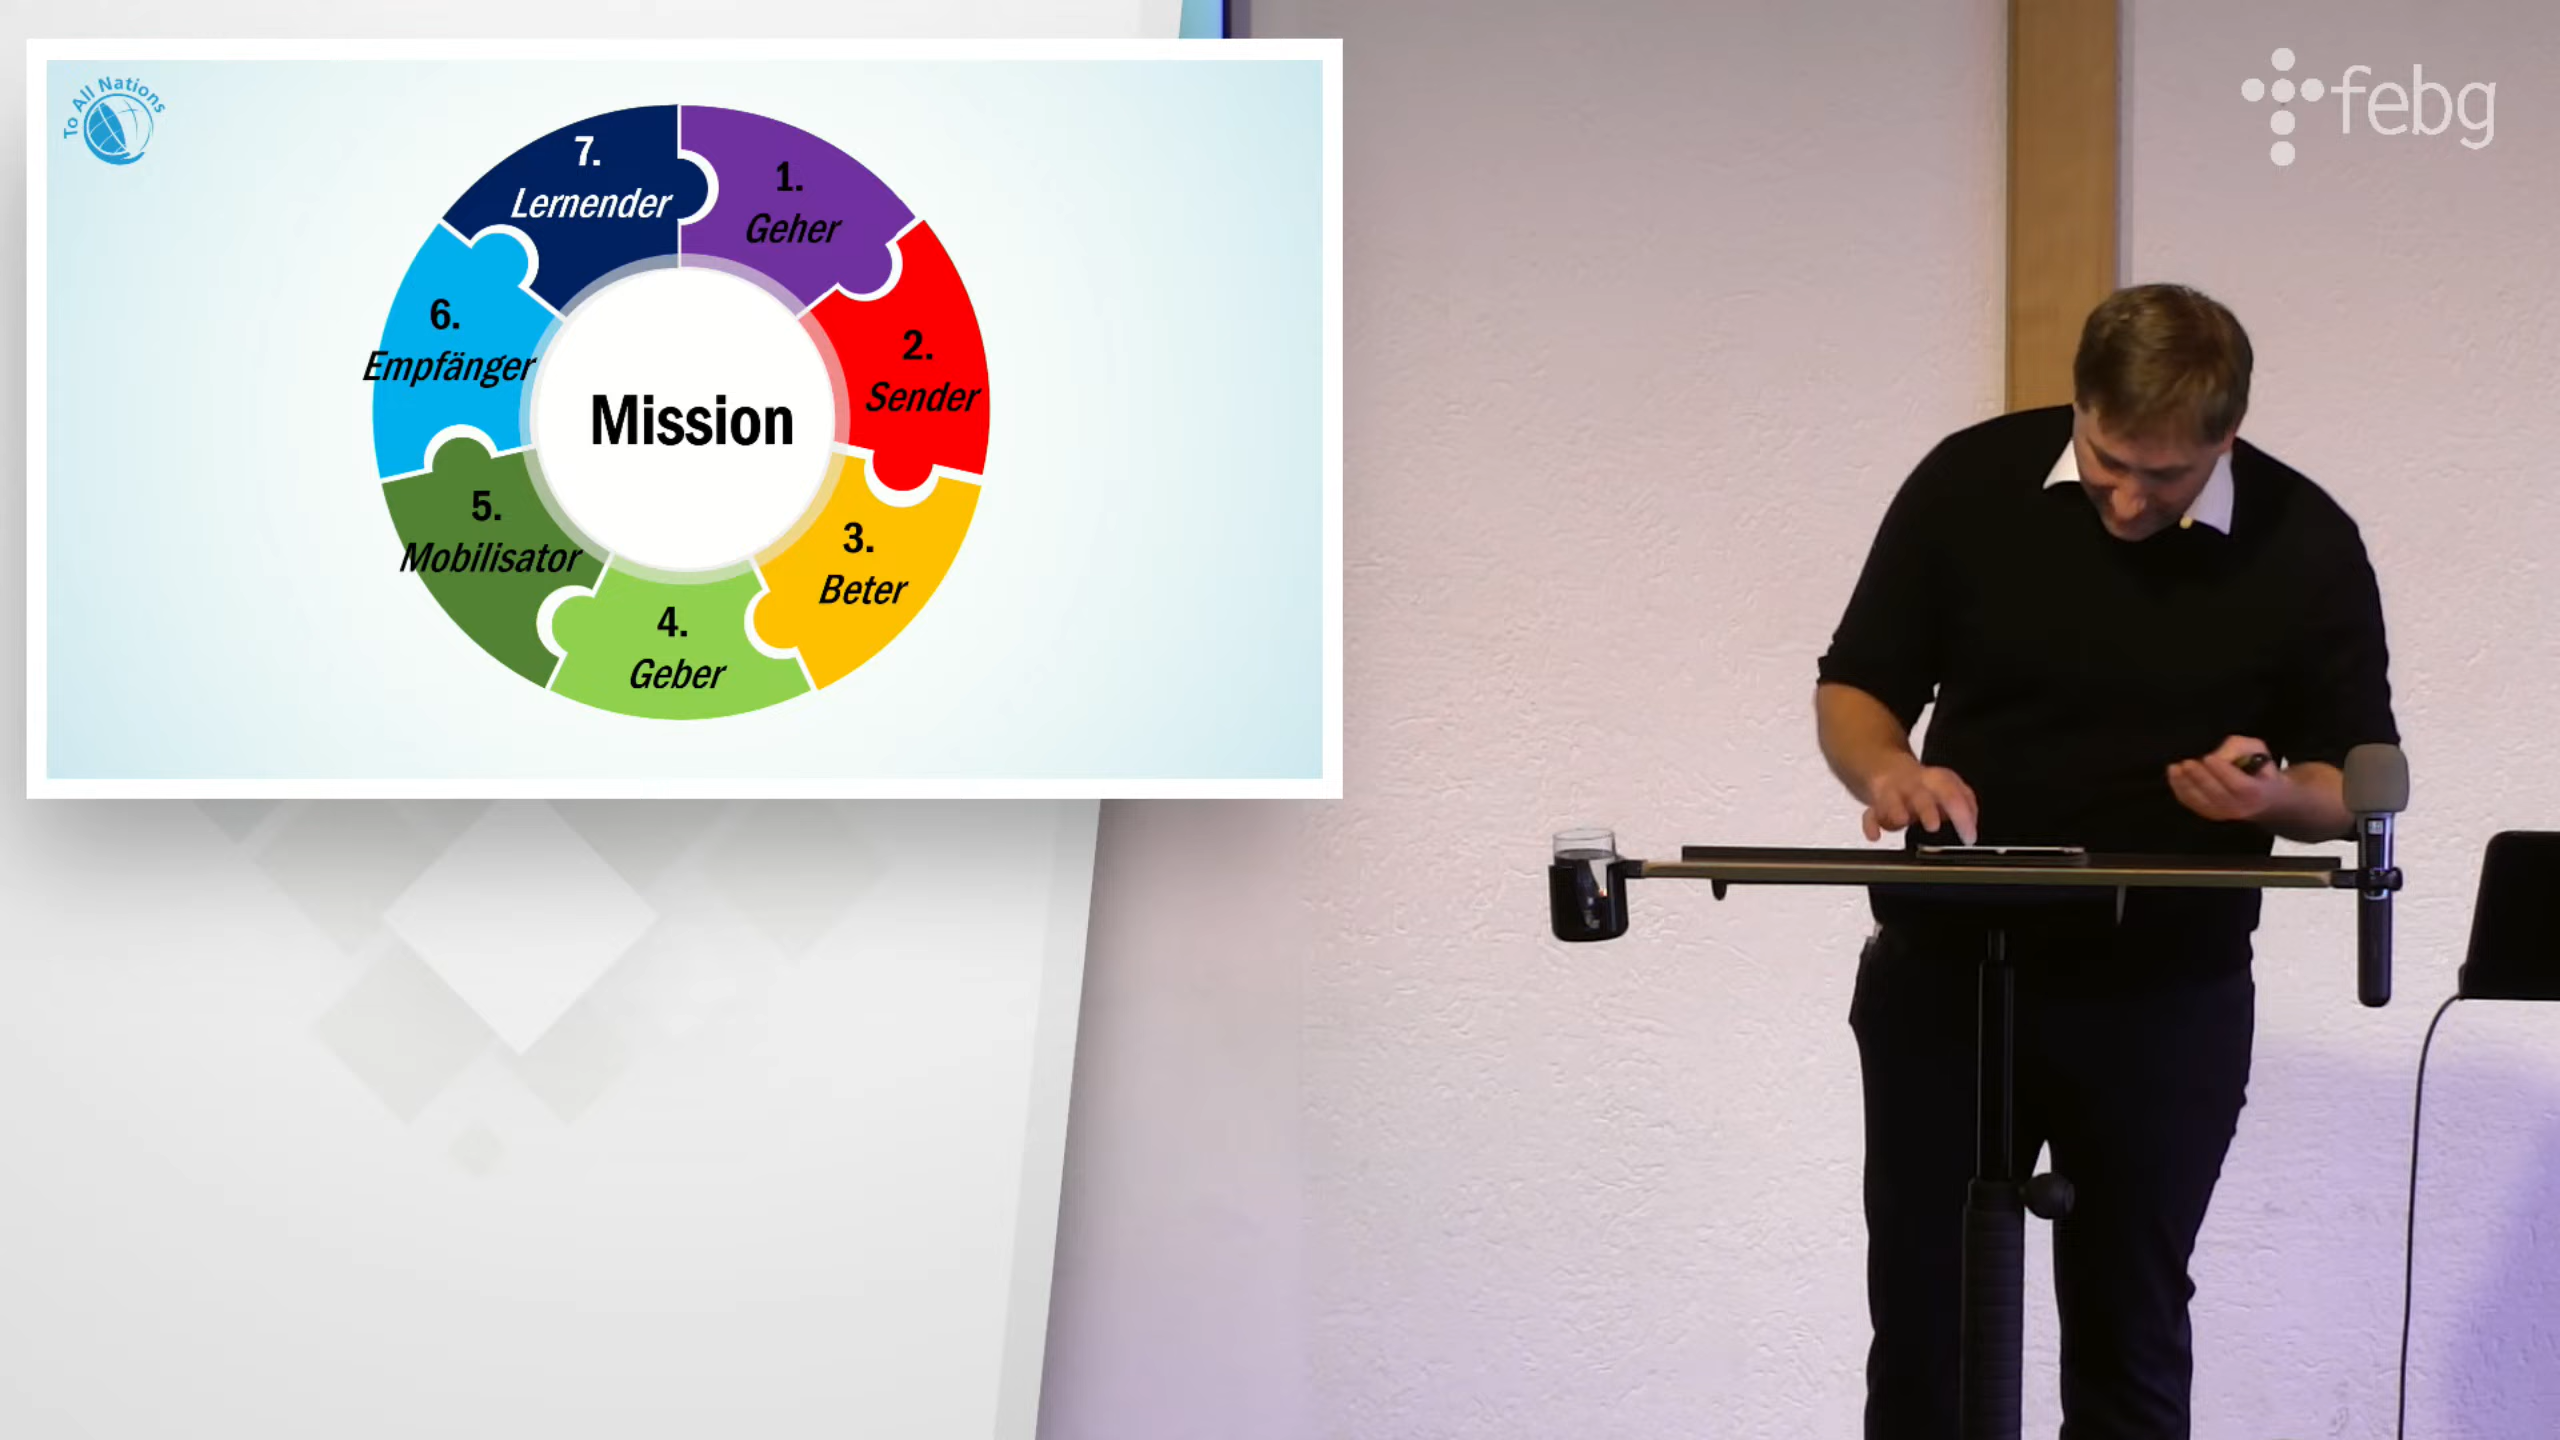 To All Nations
7.
Lernender
1.
Geher
6.
Empfänger
2.
Sender
Mission
5.
Mobilisator
3.
Beter
4.
Geber
febg